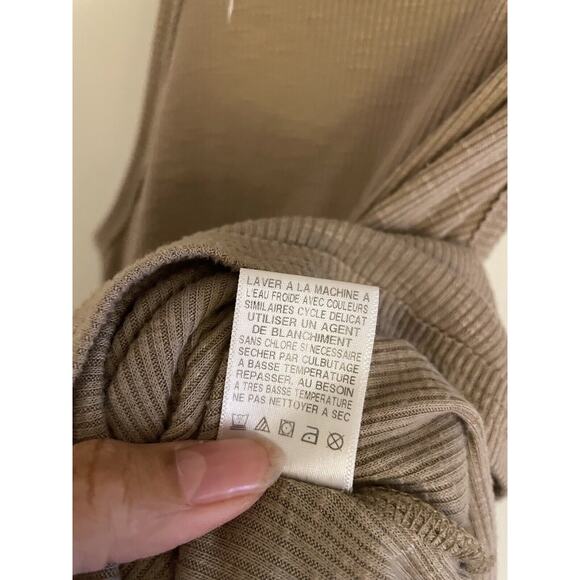 LAVER A LA MACHINE A
L'EAU FROIDE AVEC COULEURS
SIMILAIRES CYCLE DELICAT
UTILISER UN AGENT
DE BLANCHIMENT
SANS CHLORE SI NECESSAIRE
SECHER PAR CULBUTAGE
A BASSE TEMPERATURE
REPASSER, AU BESOIN
A TRES BASSE TEMPERATURE
NE PAS NETTOYER A SEC